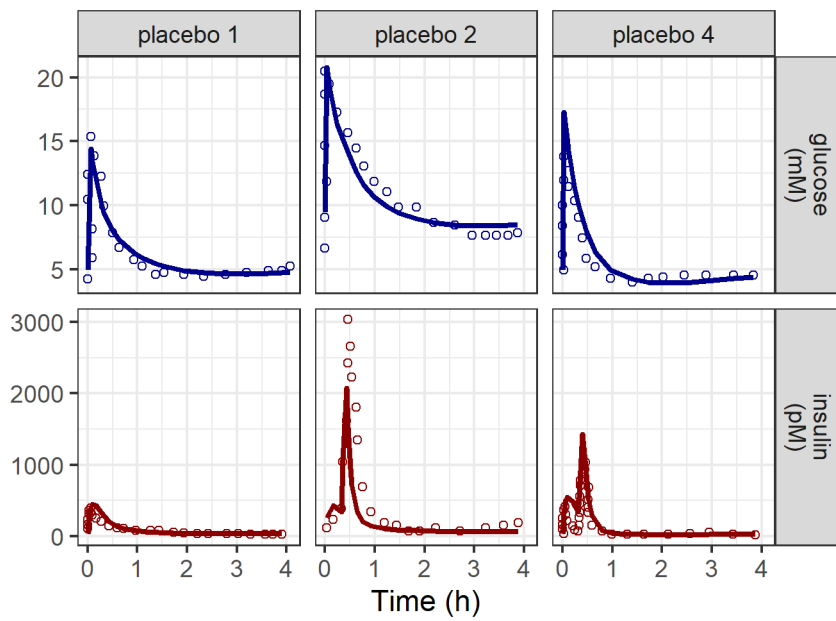 placebo 1
placebo 2
placebo 4
20
15
10
5
glucose
(mM)
3000
2000
1000
0
insulin
(pM)
0 1 2 3 4
0 1 2 3 4
0 1 2 3 4
Time (h)